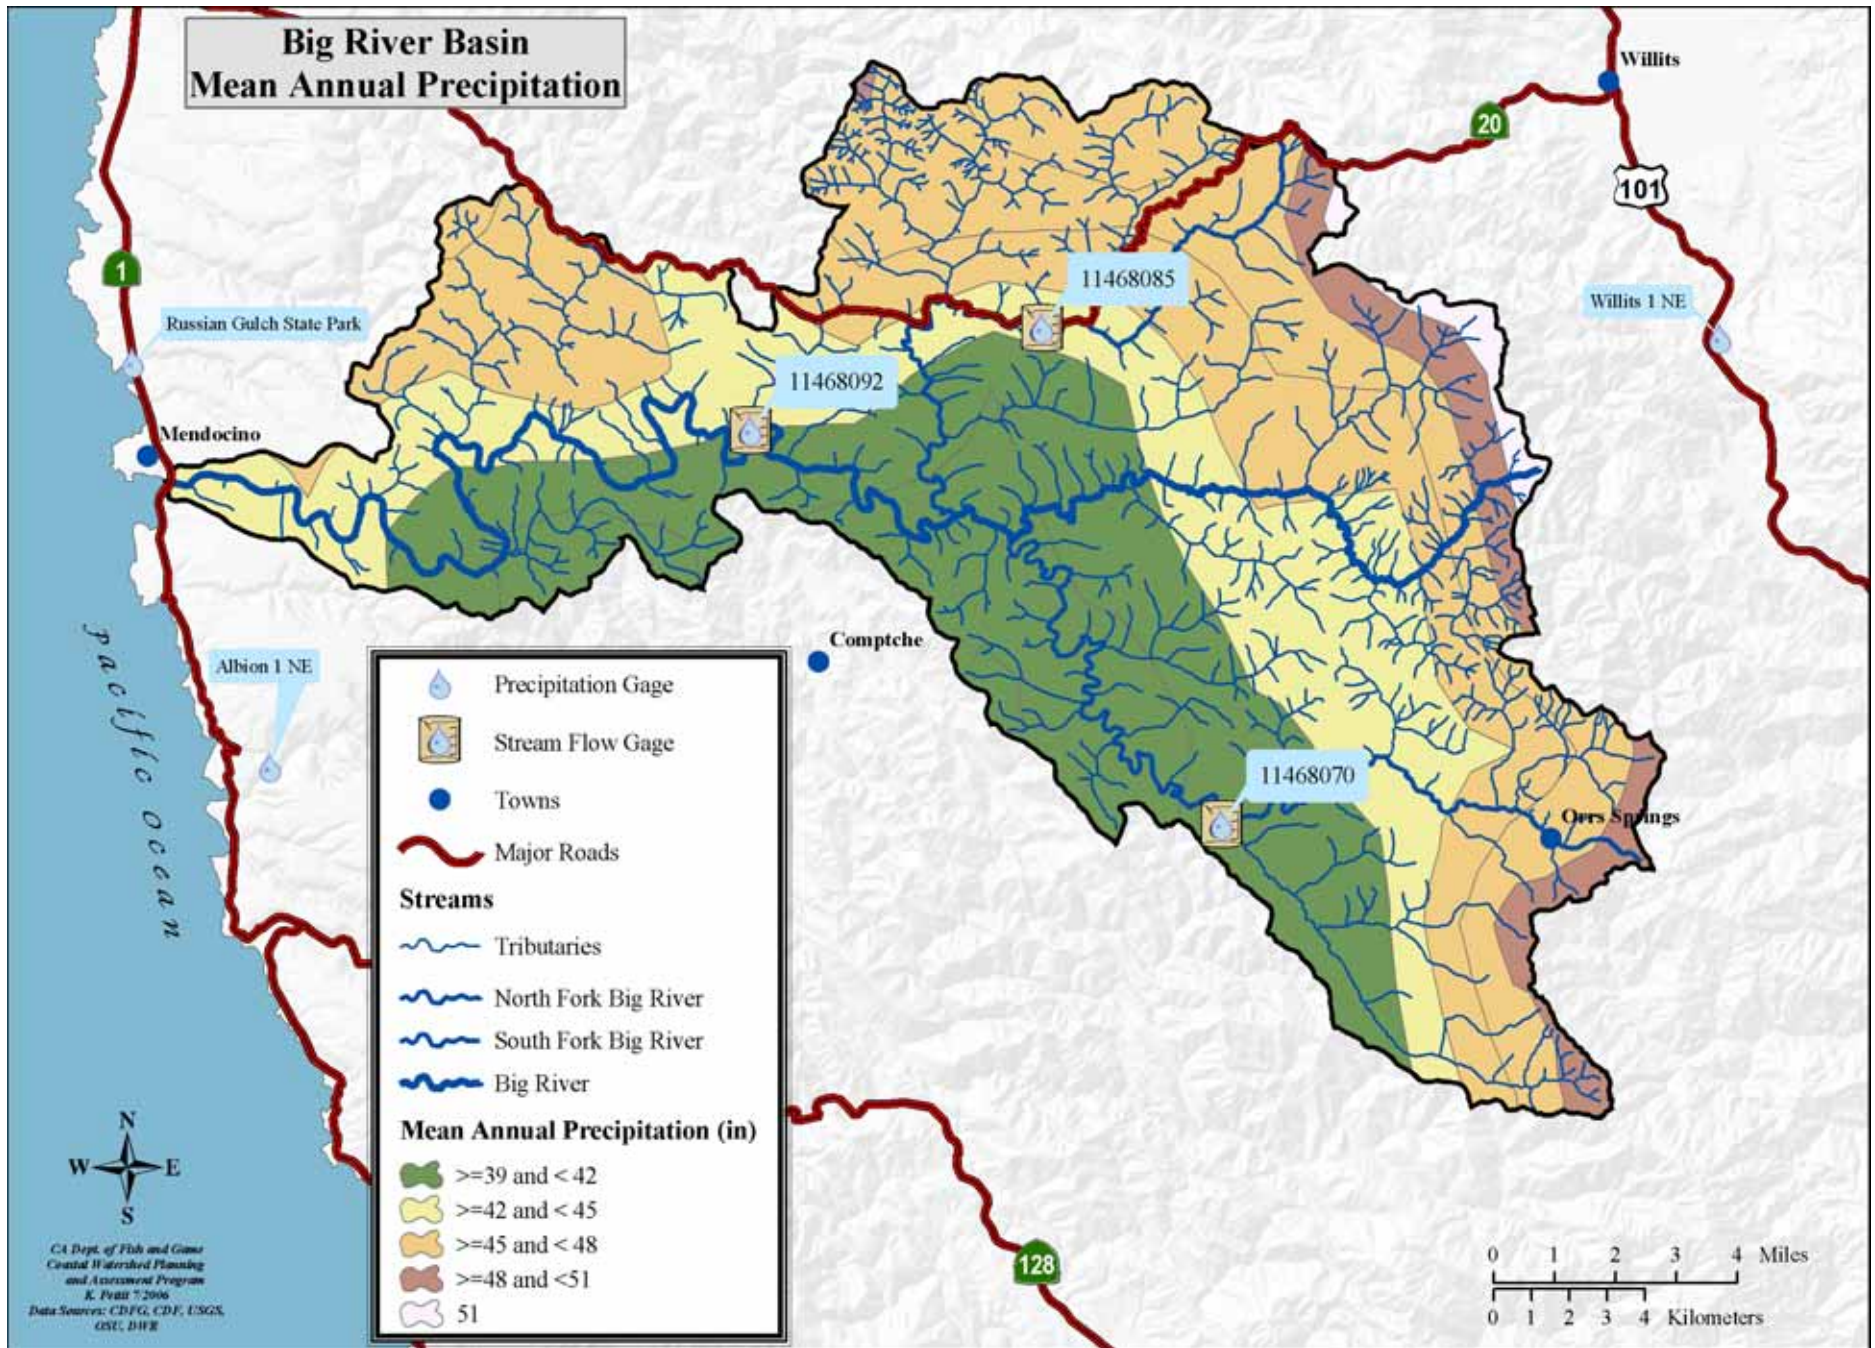 Big River Basin
Mean Annual Precipitation
Willits
20
101
1
11468085
Willits 1 NE
Russian Gulch State Park
11468092
Mendocino
Comptche
Albion 1 NE
Pacific Ocean
11468070
Orrs Springs
Precipitation Gage
Stream Flow Gage
Towns
Major Roads
Streams
Tributaries
North Fork Big River
South Fork Big River
Big River
Mean Annual Precipitation (in)
>=39 and < 42
>=42 and < 45
>=45 and < 48
>=48 and <51
51
128
N
W E
S
CA Dept. of Fish and Game
Coastal Watershed Planning
and Assessment Program
K. Pettit 7/2006
Data Sources: CDFG, CDF, USGS,
OSU, DWR
0 1 2 3 4 Miles
0 1 2 3 4 Kilometers